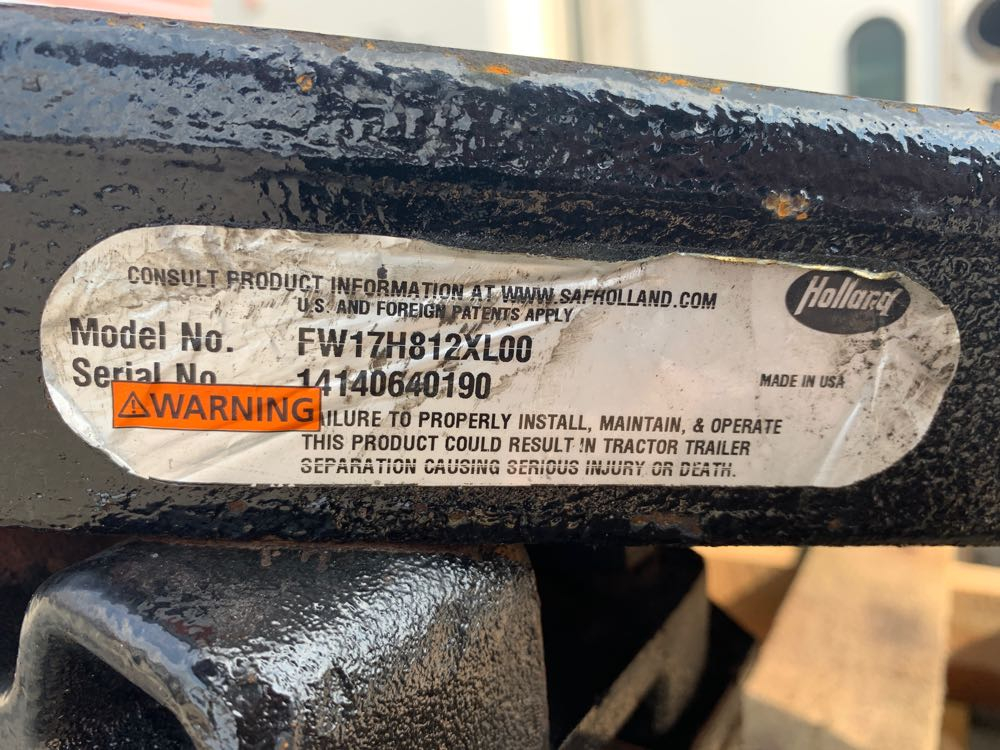 CONSULT PRODUCT INFORMATION AT WWW.SAFHOLLAND.COM
U.S. AND FOREIGN PATENTS APPLY
Holland
Model No. FW17H812XL00
Serial No 14140640190
MADE IN USA
⚠WARNING AILURE TO PROPERLY INSTALL, MAINTAIN, & OPERATE
THIS PRODUCT COULD RESULT IN TRACTOR TRAILER
SEPARATION CAUSING SERIOUS INJURY OR DEATH.